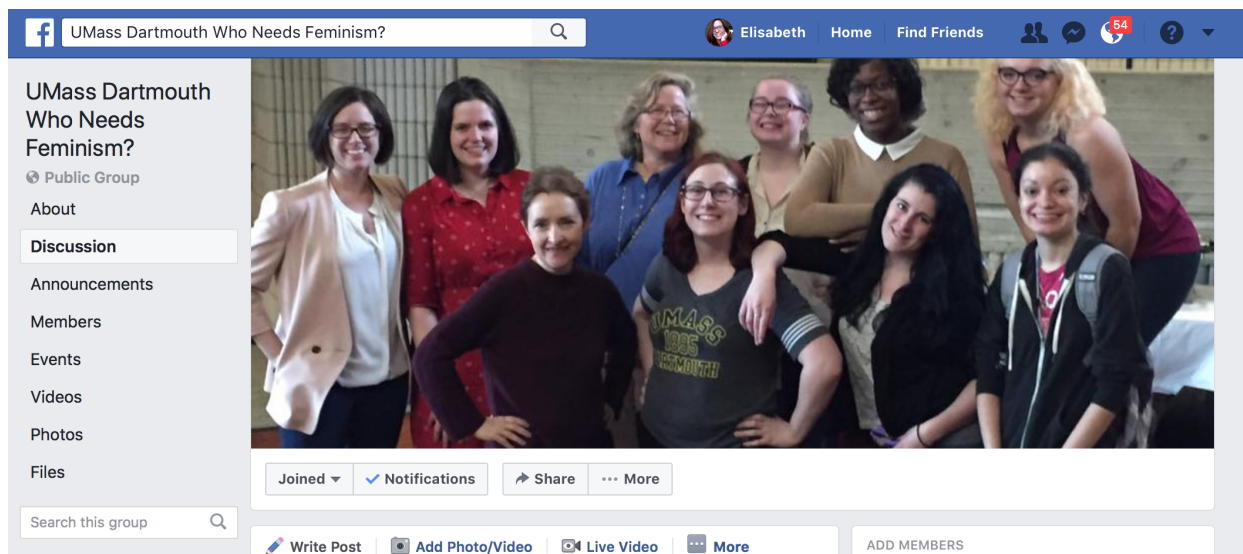 f
UMass Dartmouth Who Needs Feminism?
Elisabeth Home Find Friends
54
?
UMass Dartmouth
Who Needs
Feminism?
Public Group
About
Discussion
Announcements
Members
Events
Videos
Photos
Files
Search this group
UMASS
1895
DARTMOUTH
Joined Notifications Share More
Write Post Add Photo/Video Live Video More
ADD MEMBERS